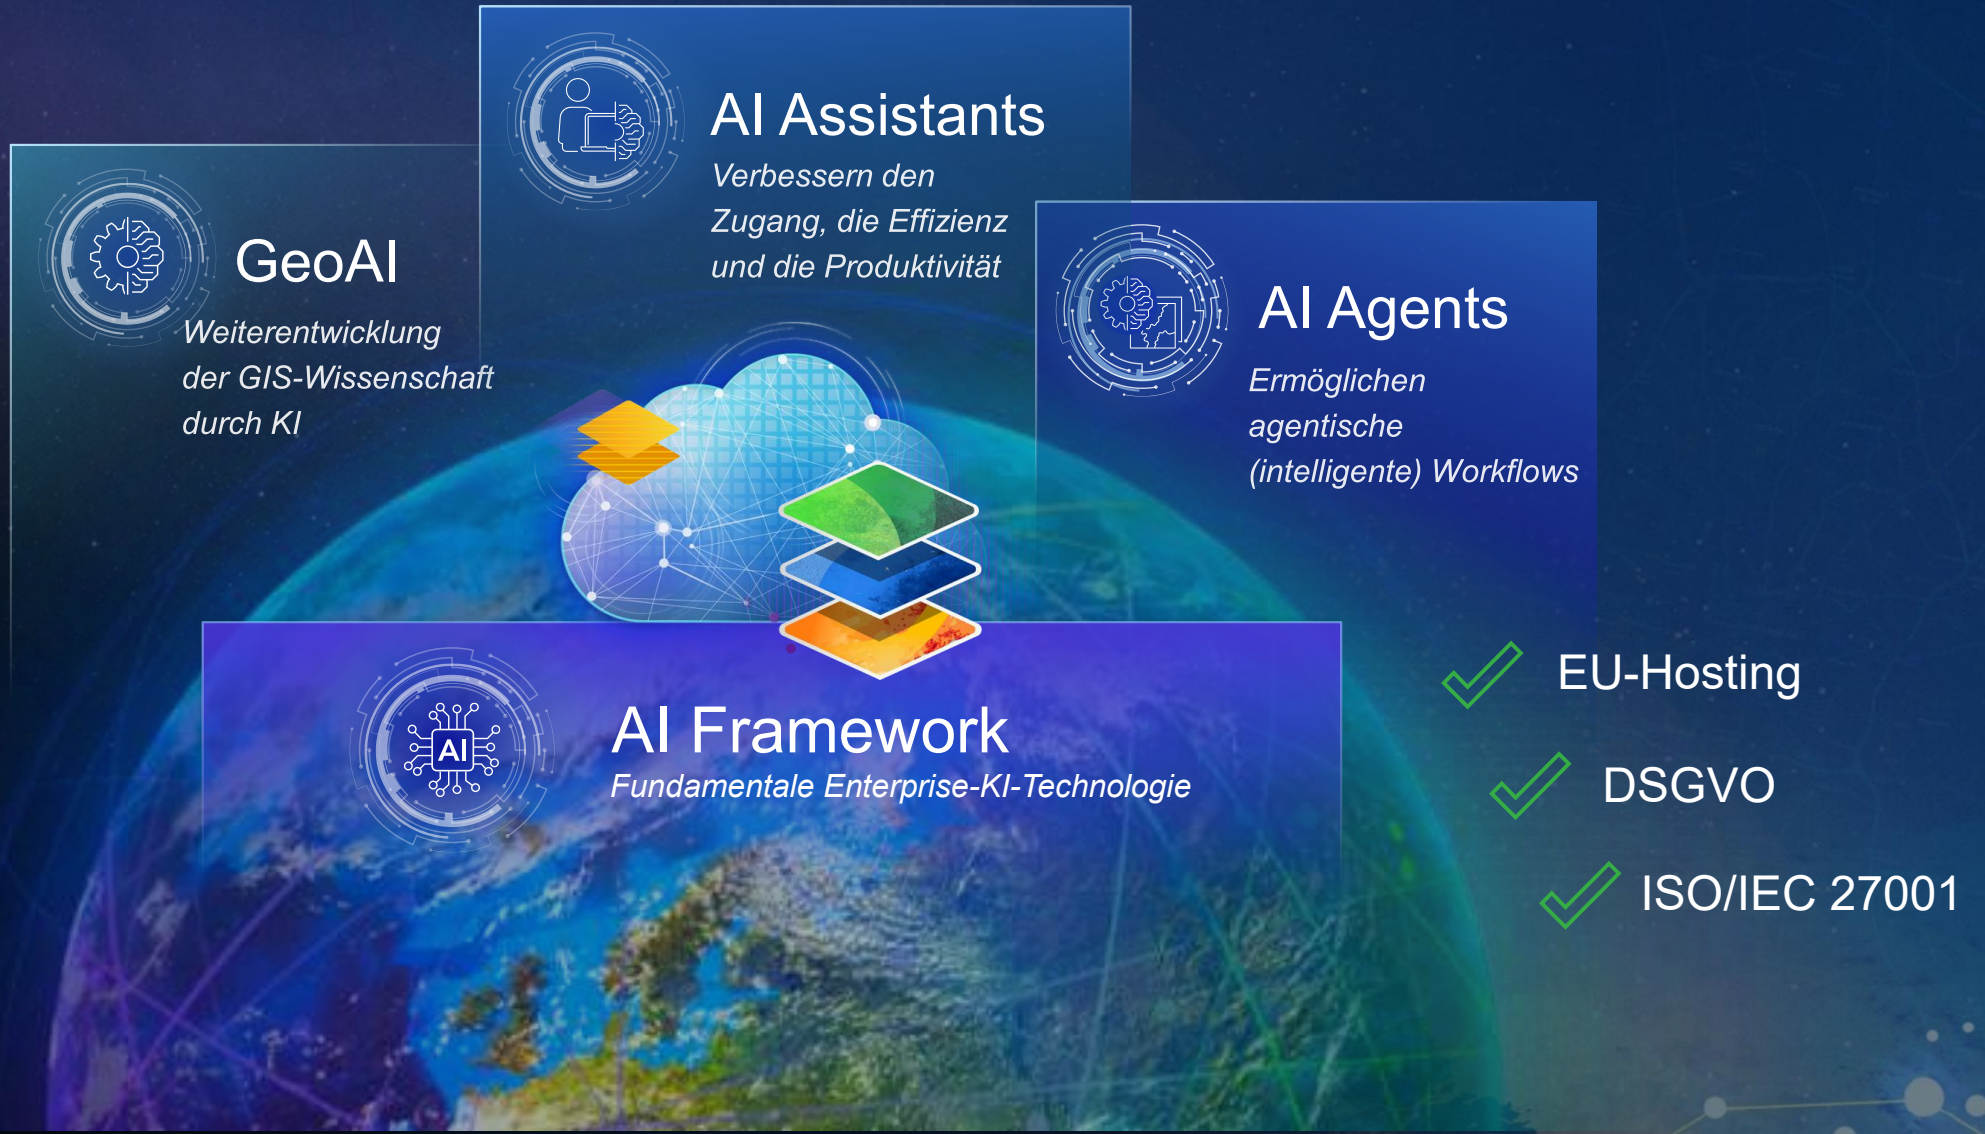 AI Assistants
Verbessern den
Zugang, die Effizienz
und die Produktivität
GeoAI
Weiterentwicklung
der GIS-Wissenschaft
durch KI
AI Agents
Ermöglichen
agentische
(intelligente) Workflows
AI
AI Framework
Fundamentale Enterprise-KI-Technologie
EU-Hosting
DSGVO
ISO/IEC 27001